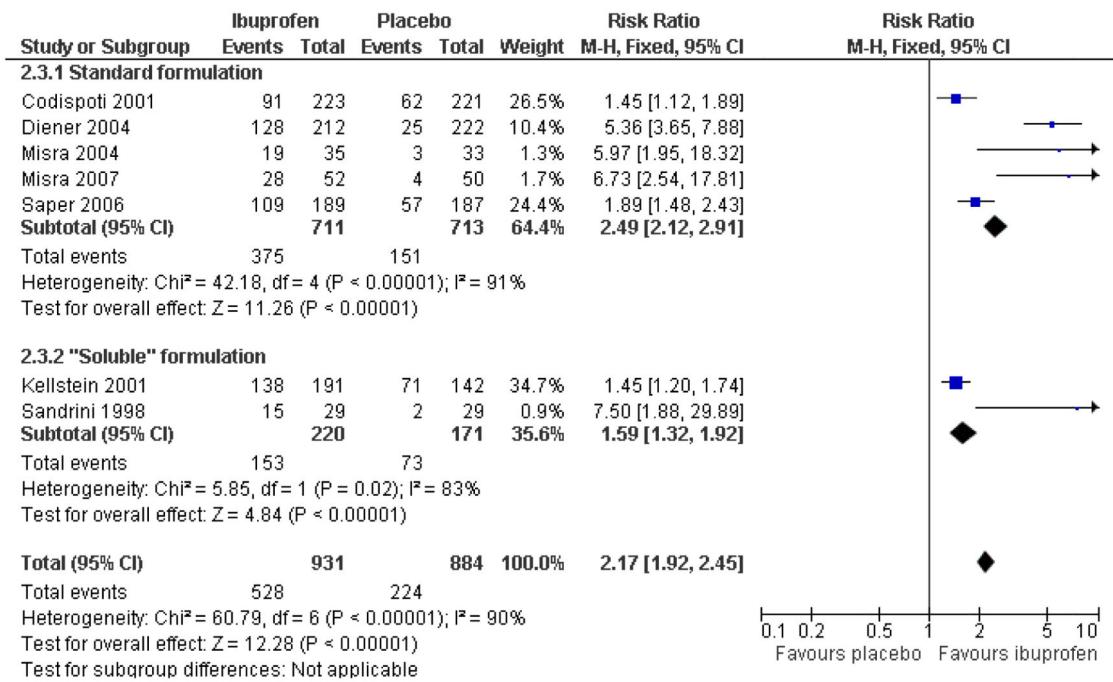 Ibuprofen Placebo Risk Ratio Risk Ratio
Study or Subgroup Events Total Events Total Weight M-H, Fixed, 95% CI M-H, Fixed, 95% CI
2.3.1 Standard formulation
Codispoti 2001 91 223 62 221 26.5% 1.45 [1.12, 1.89]
Diener 2004 128 212 25 222 10.4% 5.36 [3.65, 7.88]
Misra 2004 19 35 3 33 1.3% 5.97 [1.95, 18.32]
Misra 2007 28 52 4 50 1.7% 6.73 [2.54, 17.81]
Saper 2006 109 189 57 187 24.4% 1.89 [1.48, 2.43]
Subtotal (95% CI) 711 713 64.4% 2.49 [2.12, 2.91]
Total events 375 151
Heterogeneity: Chi² = 42.18, df = 4 (P < 0.00001); I² = 91%
Test for overall effect: Z = 11.26 (P < 0.00001)
2.3.2 "Soluble" formulation
Kellstein 2001 138 191 71 142 34.7% 1.45 [1.20, 1.74]
Sandrini 1998 15 29 2 29 0.9% 7.50 [1.88, 29.89]
Subtotal (95% CI) 220 171 35.6% 1.59 [1.32, 1.92]
Total events 153 73
Heterogeneity: Chi² = 5.85, df = 1 (P = 0.02); I² = 83%
Test for overall effect: Z = 4.84 (P < 0.00001)
Total (95% CI) 931 884 100.0% 2.17 [1.92, 2.45]
Total events 528 224
Heterogeneity: Chi² = 60.79, df = 6 (P < 0.00001); I² = 90%
Test for overall effect: Z = 12.28 (P < 0.00001)
Test for subgroup differences: Not applicable
0.1 0.2 0.5 1 2 5 10
Favours placebo Favours ibuprofen